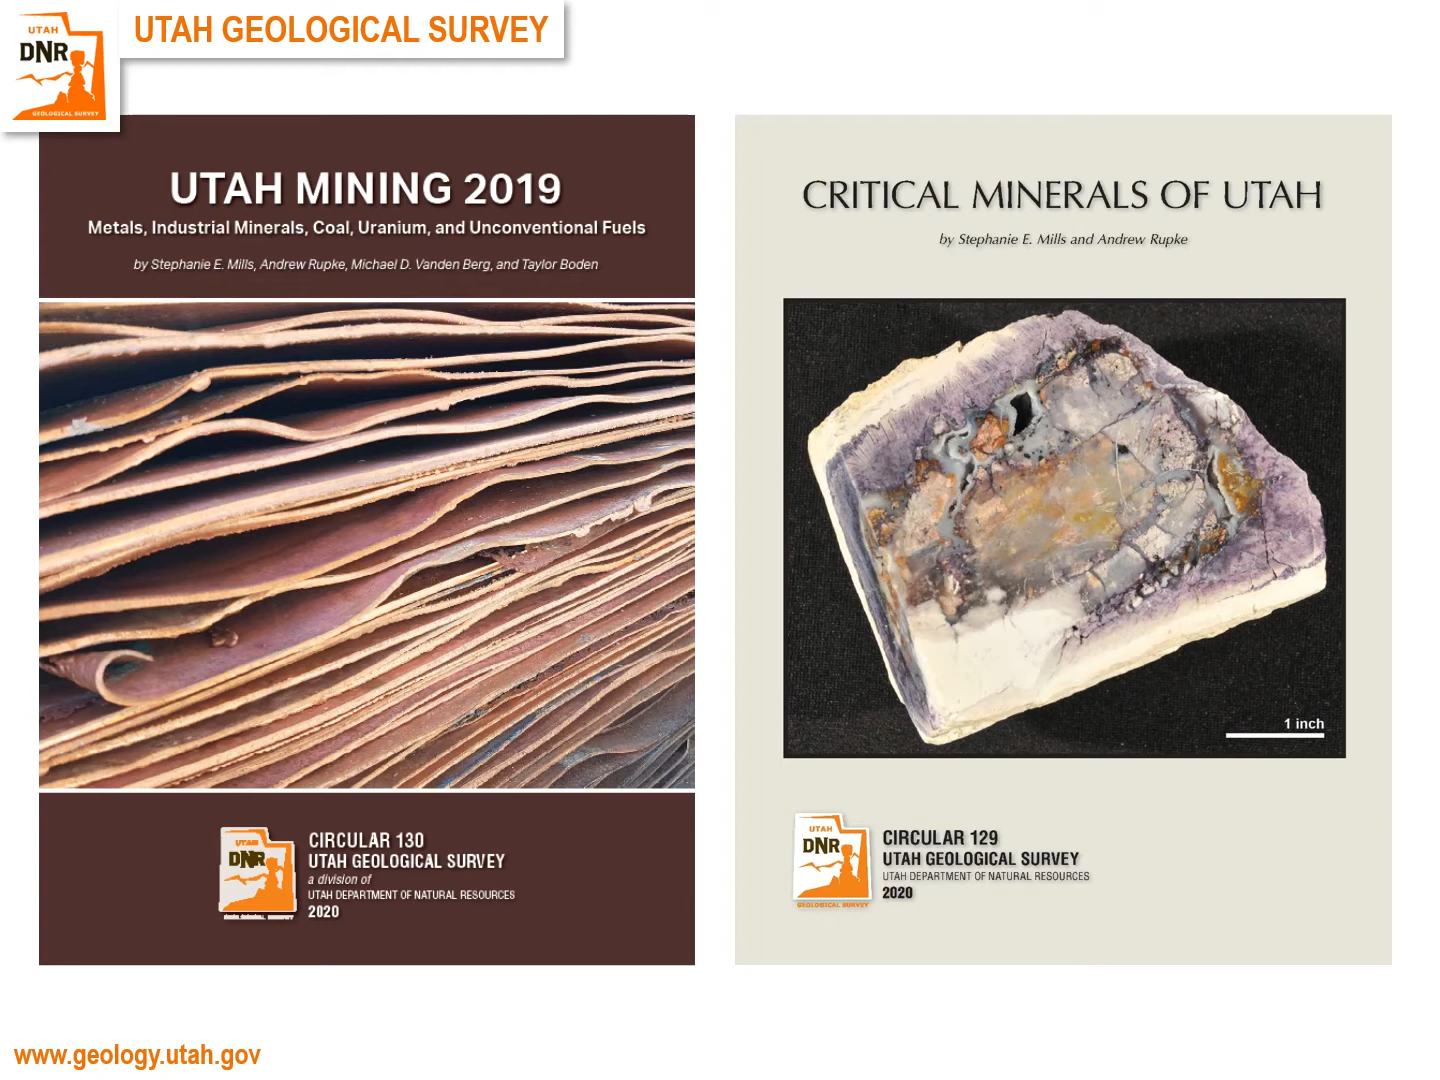 UTAH GEOLOGICAL SURVEY
UTAH
DNR
GEOLOGICAL SURVEY
UTAH MINING 2019
Metals, Industrial Minerals, Coal, Uranium, and Unconventional Fuels
by Stephanie E. Mills, Andrew Rupke, Michael D. Vanden Berg, and Taylor Boden
UTAH
DNR
CIRCULAR 130
UTAH GEOLOGICAL SURVEY
a division of
UTAH DEPARTMENT OF NATURAL RESOURCES
2020
CRITICAL MINERALS OF UTAH
by Stephanie E. Mills and Andrew Rupke
1 inch
UTAH
DNR
GEOLOGICAL SURVEY
CIRCULAR 129
UTAH GEOLOGICAL SURVEY
UTAH DEPARTMENT OF NATURAL RESOURCES
2020
www.geology.utah.gov